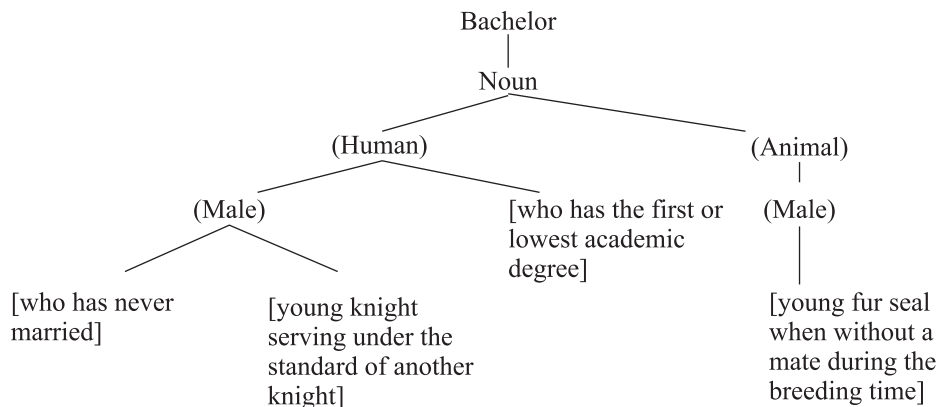 Bachelor
Noun
(Human)
(Animal)
(Male)
[who has the first or
lowest academic
degree]
(Male)
[who has never
married]
[young knight
serving under the
standard of another
knight]
[young fur seal
when without a
mate during the
breeding time]